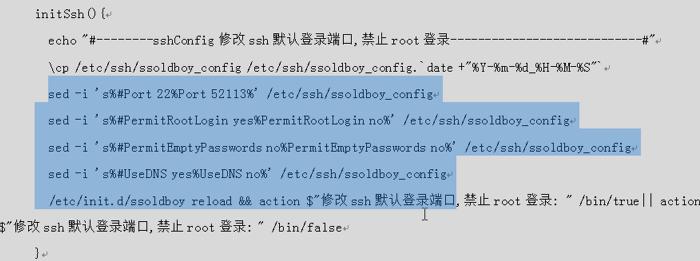 initSsh(){
echo "#--------sshConfig 修改 ssh 默认登录端口,禁止 root 登录----------------------------#"
\cp /etc/ssh/ssoldboy_config /etc/ssh/ssoldboy_config.`date +"%Y-%m-%d_%H-%M-%S"`
sed -i 's%#Port 22%Port 52113%' /etc/ssh/ssoldboy_config
sed -i 's%#PermitRootLogin yes%PermitRootLogin no%' /etc/ssh/ssoldboy_config
sed -i 's%#PermitEmptyPasswords no%PermitEmptyPasswords no%' /etc/ssh/ssoldboy_config
sed -i 's%#UseDNS yes%UseDNS no%' /etc/ssh/ssoldboy_config
/etc/init.d/ssoldboy reload && action $"修改 ssh 默认登录端口,禁止 root 登录: " /bin/true|| action
$"修改 ssh 默认登录端口,禁止 root 登录: " /bin/false
}